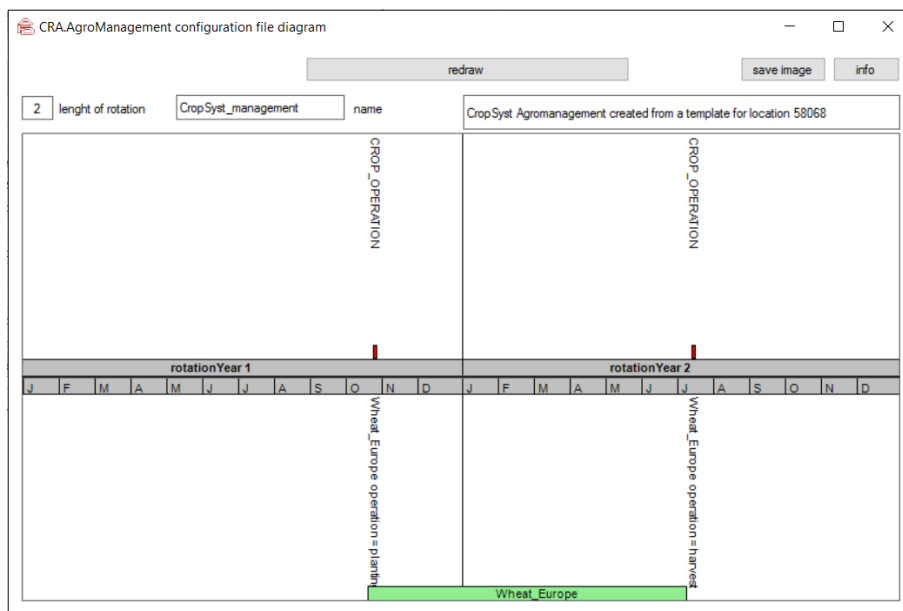 CRA.AgroManagement configuration file diagram
redraw
save image
info
2
lenght of rotation
CropSyst_management
name
CropSyst Agromanagement created from a template for location 58068
CROP_OPERATION
CROP_OPERATION
rotationYear 1
rotationYear 2
J F M A M J J A S O N D J F M A M J J A S O N D
Wheat_Europe operation=plantin
Wheat_Europe operation=harvest
Wheat_Europe